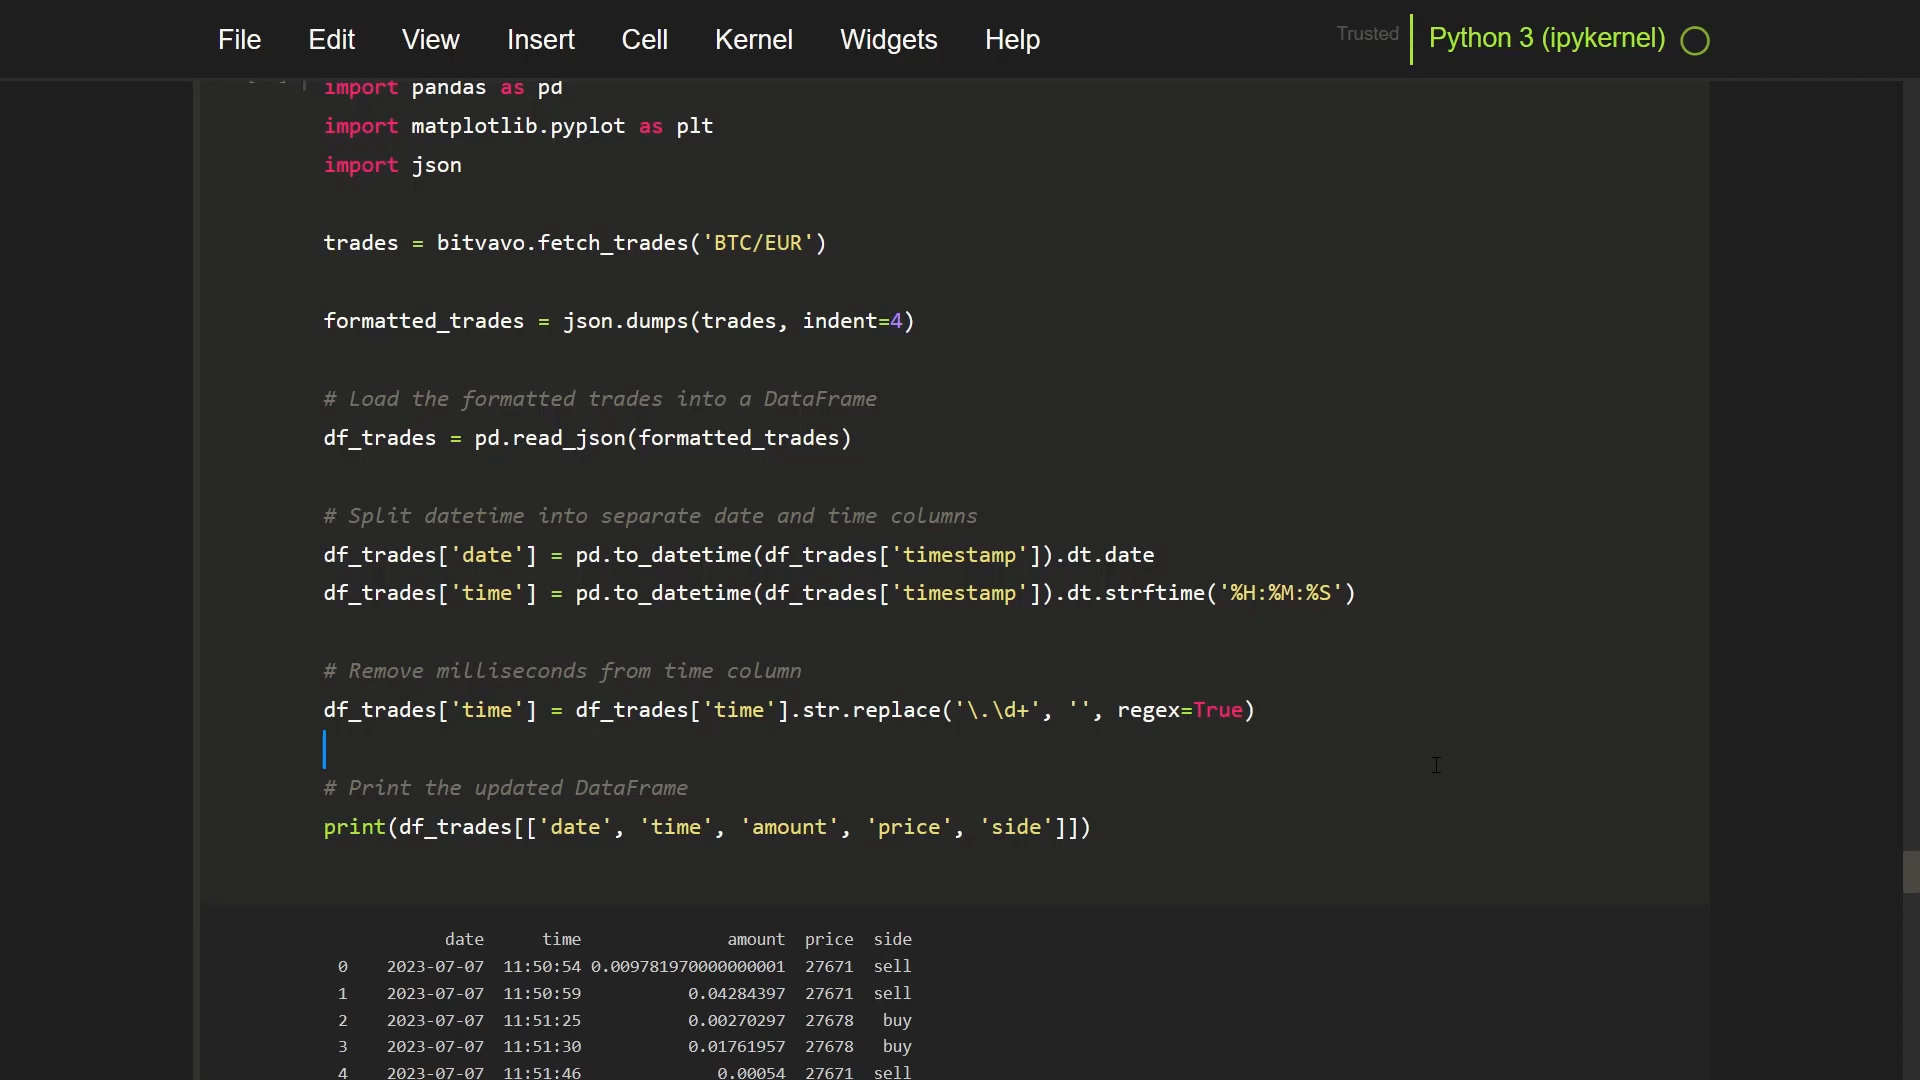 File Edit View Insert Cell Kernel Widgets Help Trusted Python 3 (ipykernel)
import pandas as pd
import matplotlib.pyplot as plt
import json
trades = bitvavo.fetch_trades('BTC/EUR')
formatted_trades = json.dumps(trades, indent=4)
# Load the formatted trades into a DataFrame
df_trades = pd.read_json(formatted_trades)
# Split datetime into separate date and time columns
df_trades['date'] = pd.to_datetime(df_trades['timestamp']).dt.date
df_trades['time'] = pd.to_datetime(df_trades['timestamp']).dt.strftime('%H:%M:%S')
# Remove milliseconds from time column
df_trades['time'] = df_trades['time'].str.replace('\.\d+', '', regex=True)
# Print the updated DataFrame
print(df_trades[['date', 'time', 'amount', 'price', 'side']])
date time amount price side
0 2023-07-07 11:50:54 0.009781970000000001 27671 sell
1 2023-07-07 11:50:59 0.04284397 27671 sell
2 2023-07-07 11:51:25 0.00270297 27678 buy
3 2023-07-07 11:51:30 0.01761957 27678 buy
4 2023-07-07 11:51:46 0.00054 27671 sell